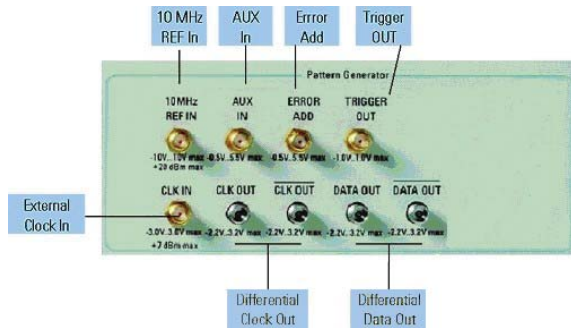 10 MHz
REF In
AUX
In
Errror
Add
Trigger
OUT
Pattern Generator
10MHz
REF IN
AUX
IN
ERROR
ADD
TRIGGER
OUT
-10V...10V max
+20 dBm max
-0.5V...5.5V max
-0.5V...5.5V max
-1.0V...1.0V max
External
Clock In
CLK IN
CLK OUT
CLK OUT
DATA OUT
DATA OUT
-3.0V...3.0V max
+7 dBm max
-2.2V...3.2V max
-2.2V...3.2V max
-2.2V...3.2V max
-2.2V...3.2V max
Differential
Clock Out
Differential
Data Out